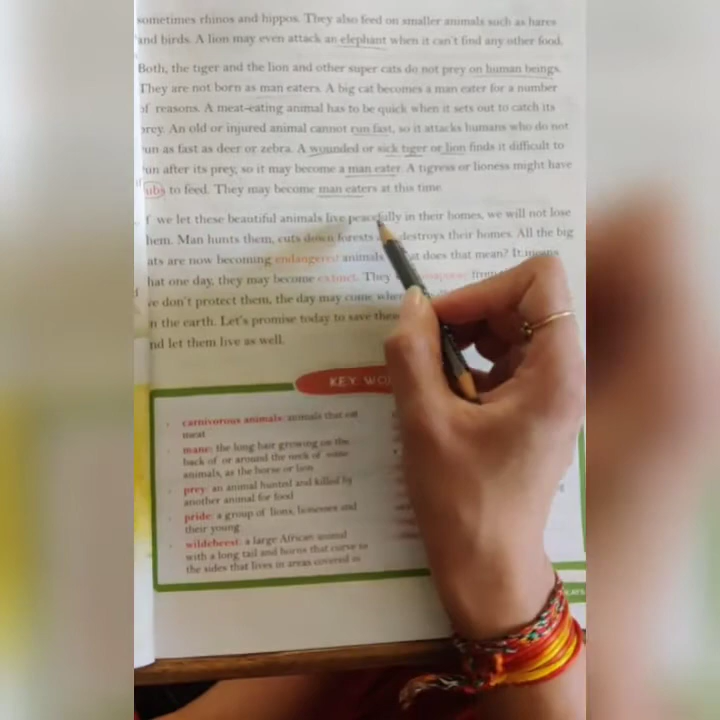 sometimes rhinos and hippos. They also feed on smaller animals such as hares
and birds. A lion may even attack an elephant when it can't find any other food.
Both, the tiger and the lion and other super cats do not prey on human beings.
They are not born as man eaters. A big cat becomes a man eater for a number
of reasons. A meat-eating animal has to be quick when it sets out to catch its
prey. An old or injured animal cannot run fast, so it attacks humans who do not
run as fast as deer or zebra. A wounded or sick tiger or lion finds it difficult to
run after its prey, so it may become a man eater. A tigress or lioness might have
ubs to feed. They may become man eaters at this time
f we let these beautiful animals live peacefully in their homes, we will not lose
hem. Man hunts them, cuts down forests destroys their homes. All the big
ats are now becoming endangered animals does that mean? It means
hat one day, they may become extinct. They
ve don't protect them, the day may come when
n the earth. Let's promise today to save these
nd let them live as well.
KEY WO
carnivorous animals: animals that eat
meat
mane: the long hair growing on the
back of or around the neck of some
animals, as the horse or lion
prey: an animal hunted and killed by
another animal for food
pride: a group of lions, lionesses and
their young
wildebeest: a large African animal
with a long tail and horns that curve to
the sides that lives in areas covered in
CATS